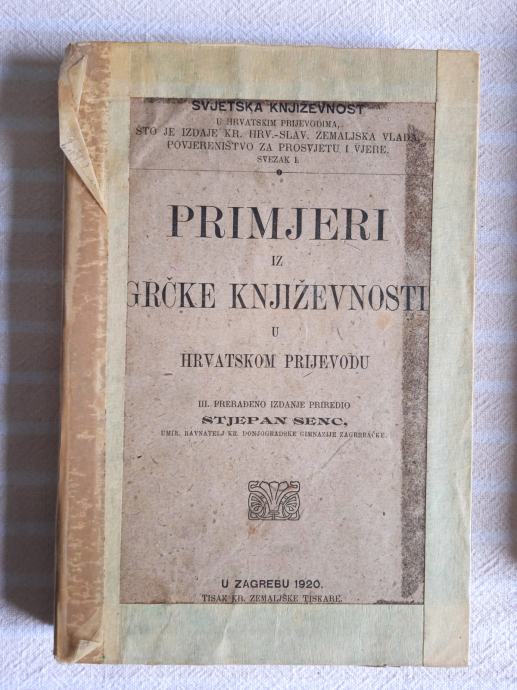 SVJETSKA KNJIŽEVNOST
U HRVATSKIM PRIJEVODIMA,
ŠTO JE IZDAJE KR. HRV.-SLAV. ZEMALJSKA VLADA,
POVJERENIŠTVO ZA PROSVJETU I VJERE.
SVEZAK I.
PRIMJERI
IZ
GRČKE KNJIŽEVNOSTI
U
HRVATSKOM PRIJEVODU
III. PRERAĐENO IZDANJE PRIREDIO
STJEPAN SENC,
UMIR. RAVNATELJ KR. DONJOGRADSKE GIMNAZIJE ZAGREBAČKE.
U ZAGREBU 1920.
TISAK KR. ZEMALJSKE TISKARE.